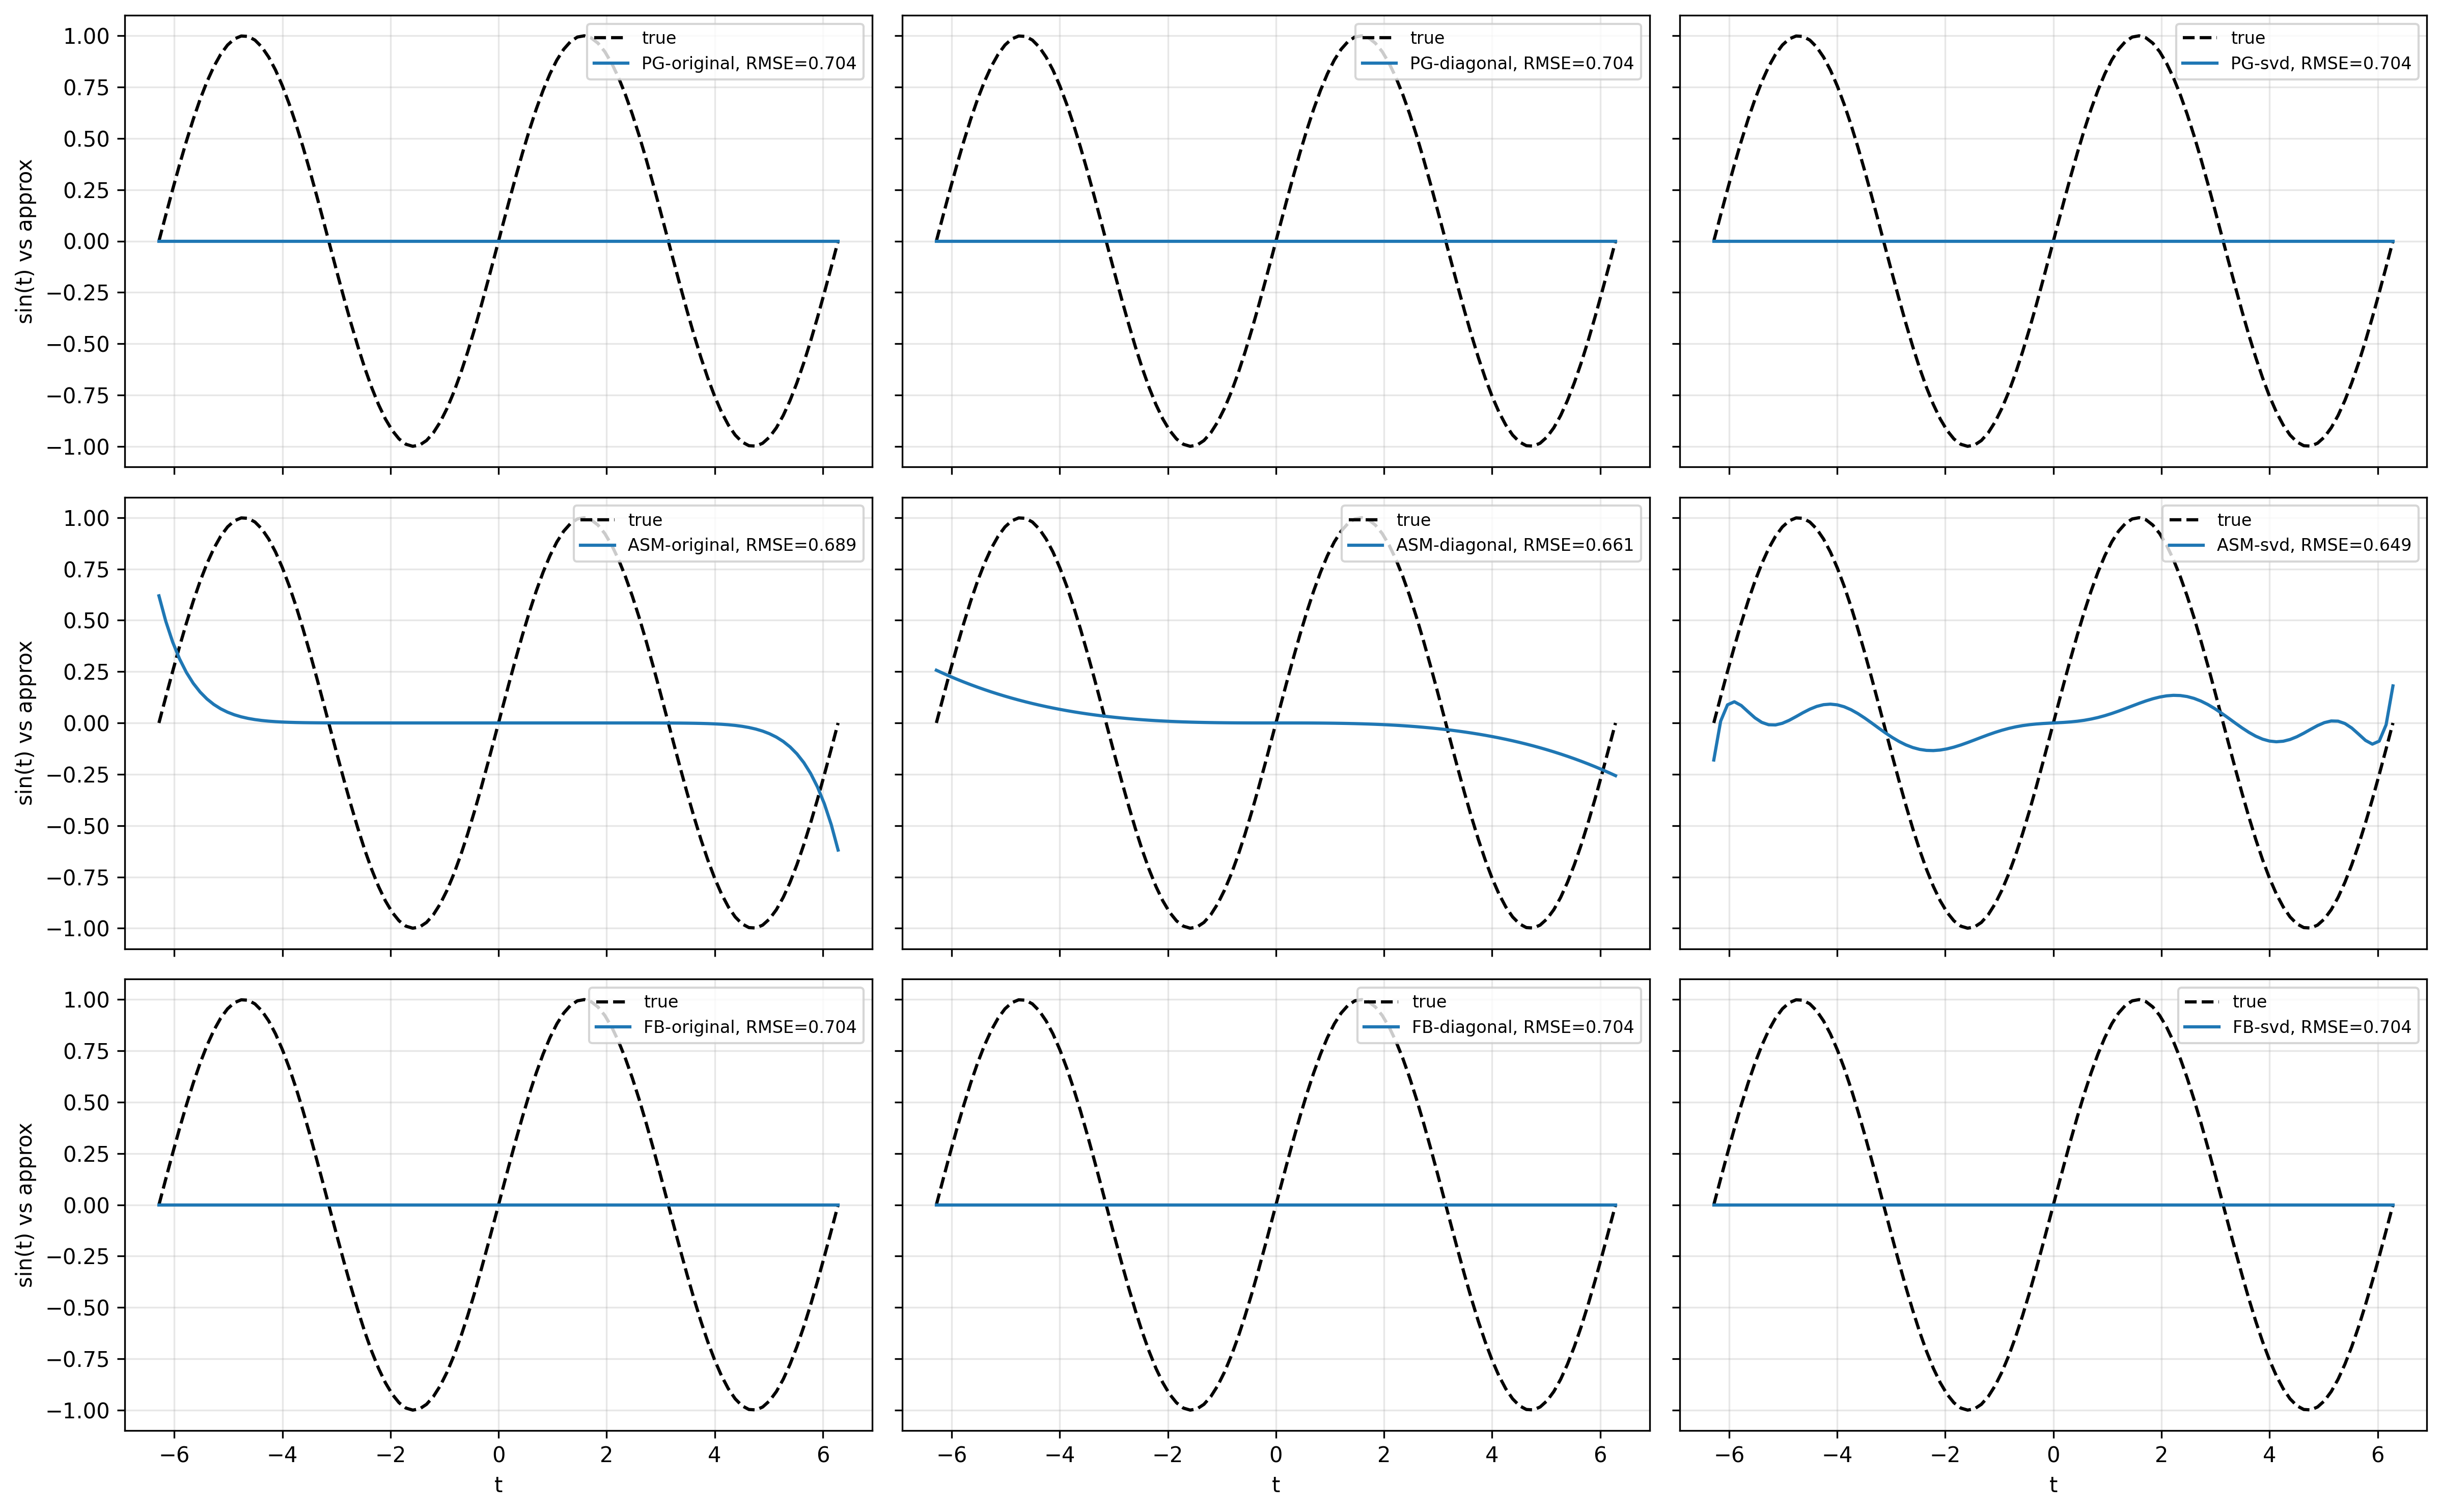 true
PG-original, RMSE=0.704
true
PG-diagonal, RMSE=0.704
true
PG-svd, RMSE=0.704
1.00
0.75
0.50
0.25
0.00
−0.25
−0.50
−0.75
−1.00
sin(t) vs approx
true
ASM-original, RMSE=0.689
true
ASM-diagonal, RMSE=0.661
true
ASM-svd, RMSE=0.649
1.00
0.75
0.50
0.25
0.00
−0.25
−0.50
−0.75
−1.00
sin(t) vs approx
true
FB-original, RMSE=0.704
true
FB-diagonal, RMSE=0.704
true
FB-svd, RMSE=0.704
1.00
0.75
0.50
0.25
0.00
−0.25
−0.50
−0.75
−1.00
sin(t) vs approx
−6 −4 −2 0 2 4 6
t
−6 −4 −2 0 2 4 6
t
−6 −4 −2 0 2 4 6
t